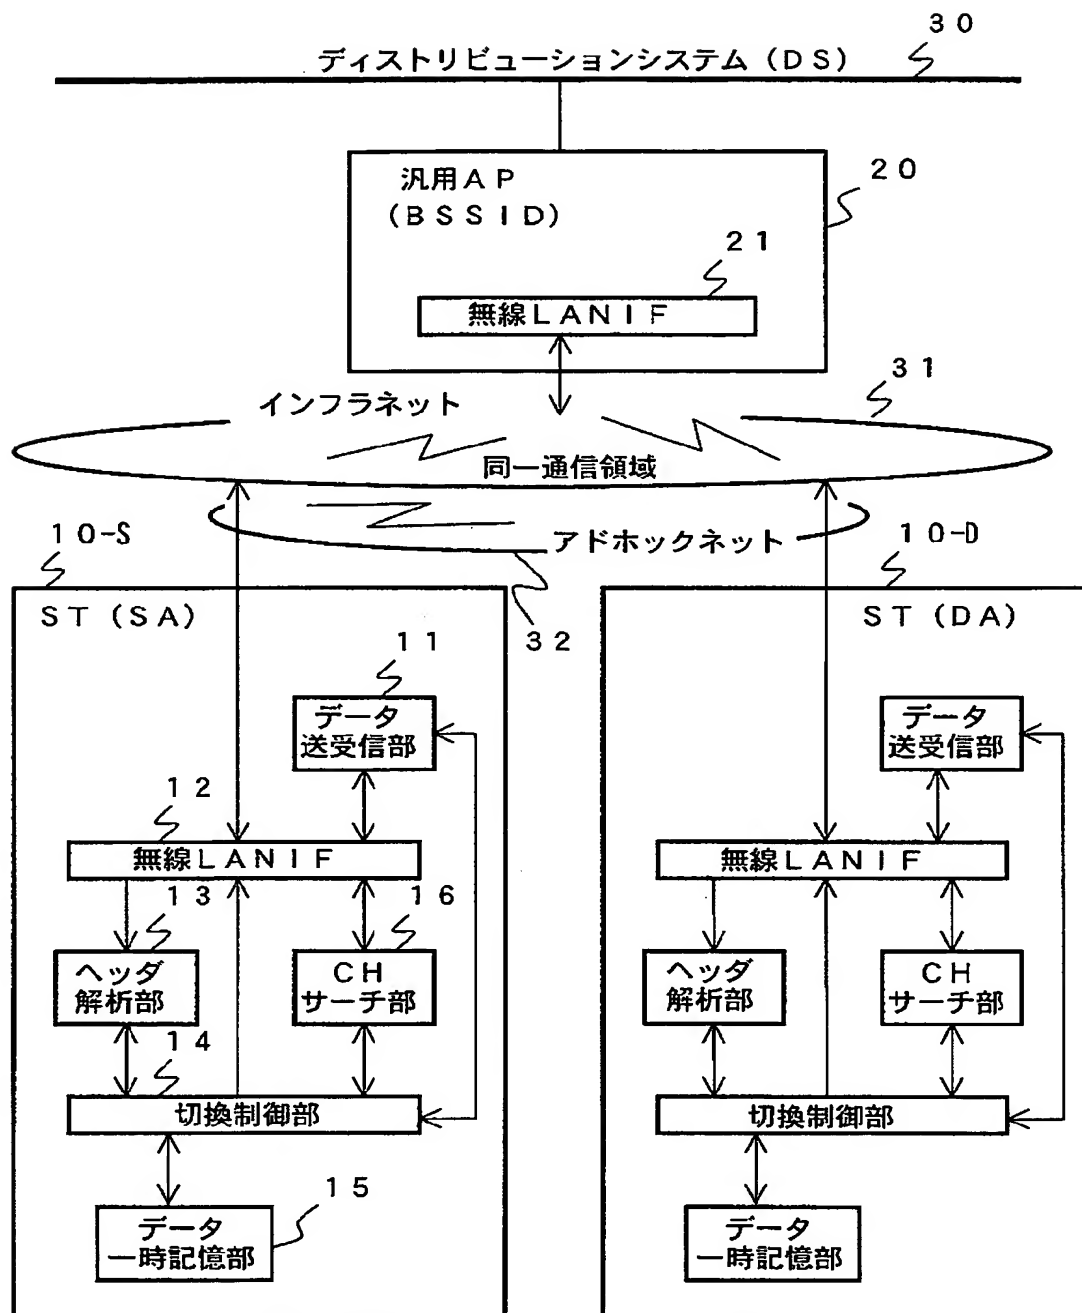 30
ディストリビューションシステム(DS)
汎用AP
(BSSID)
20
21
無線LANIF
31
インフラネット
同一通信領域
アドホックネット
10-S
10-D
32
ST(SA)
ST(DA)
11
データ
送受信部
データ
送受信部
12
無線LANIF
無線LANIF
13
16
ヘッダ
解析部
CH
サーチ部
ヘッダ
解析部
CH
サーチ部
14
切換制御部
切換制御部
15
データ
一時記憶部
データ
一時記憶部